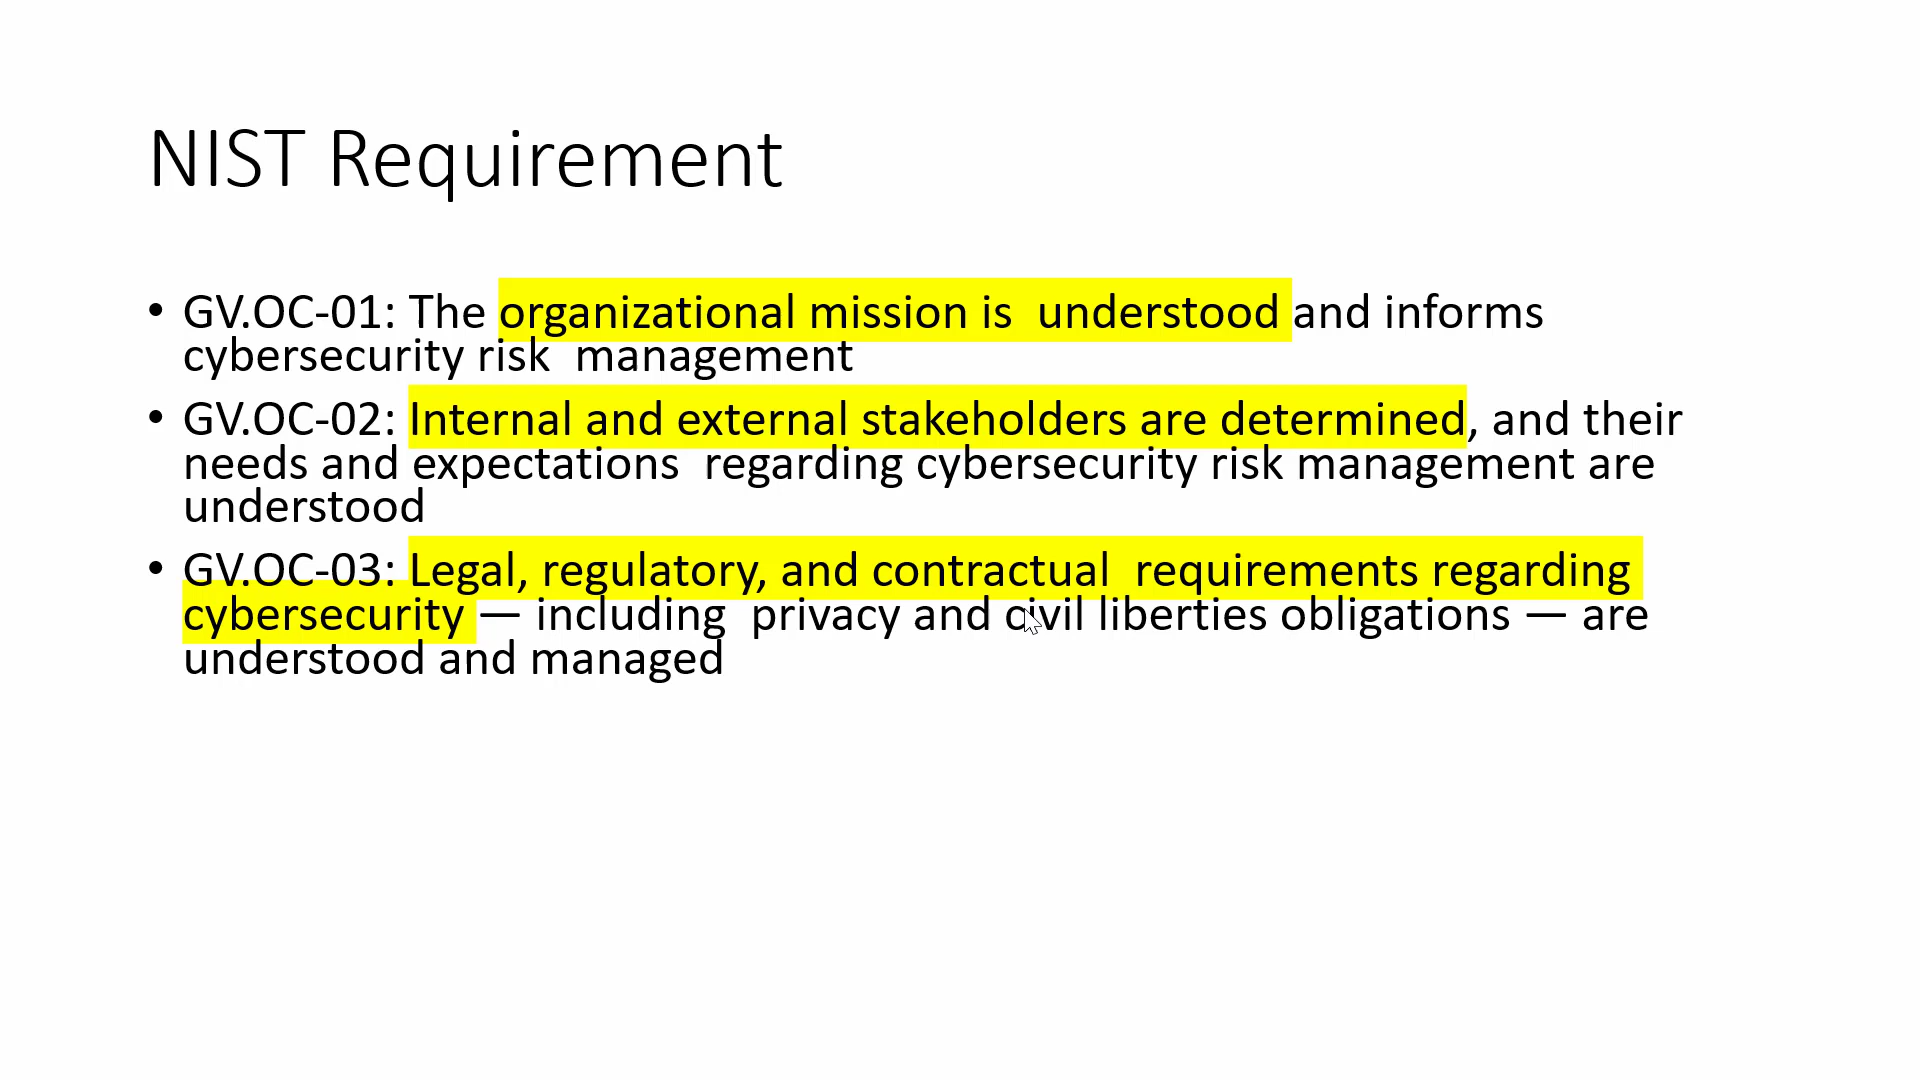 NIST Requirement
• GV.OC-01: The organizational mission is  understood and informs
cybersecurity risk  management
• GV.OC-02: Internal and external stakeholders are determined, and their
needs and expectations  regarding cybersecurity risk management are
understood
• GV.OC-03: Legal, regulatory, and contractual  requirements regarding
cybersecurity — including  privacy and civil liberties obligations — are
understood and managed